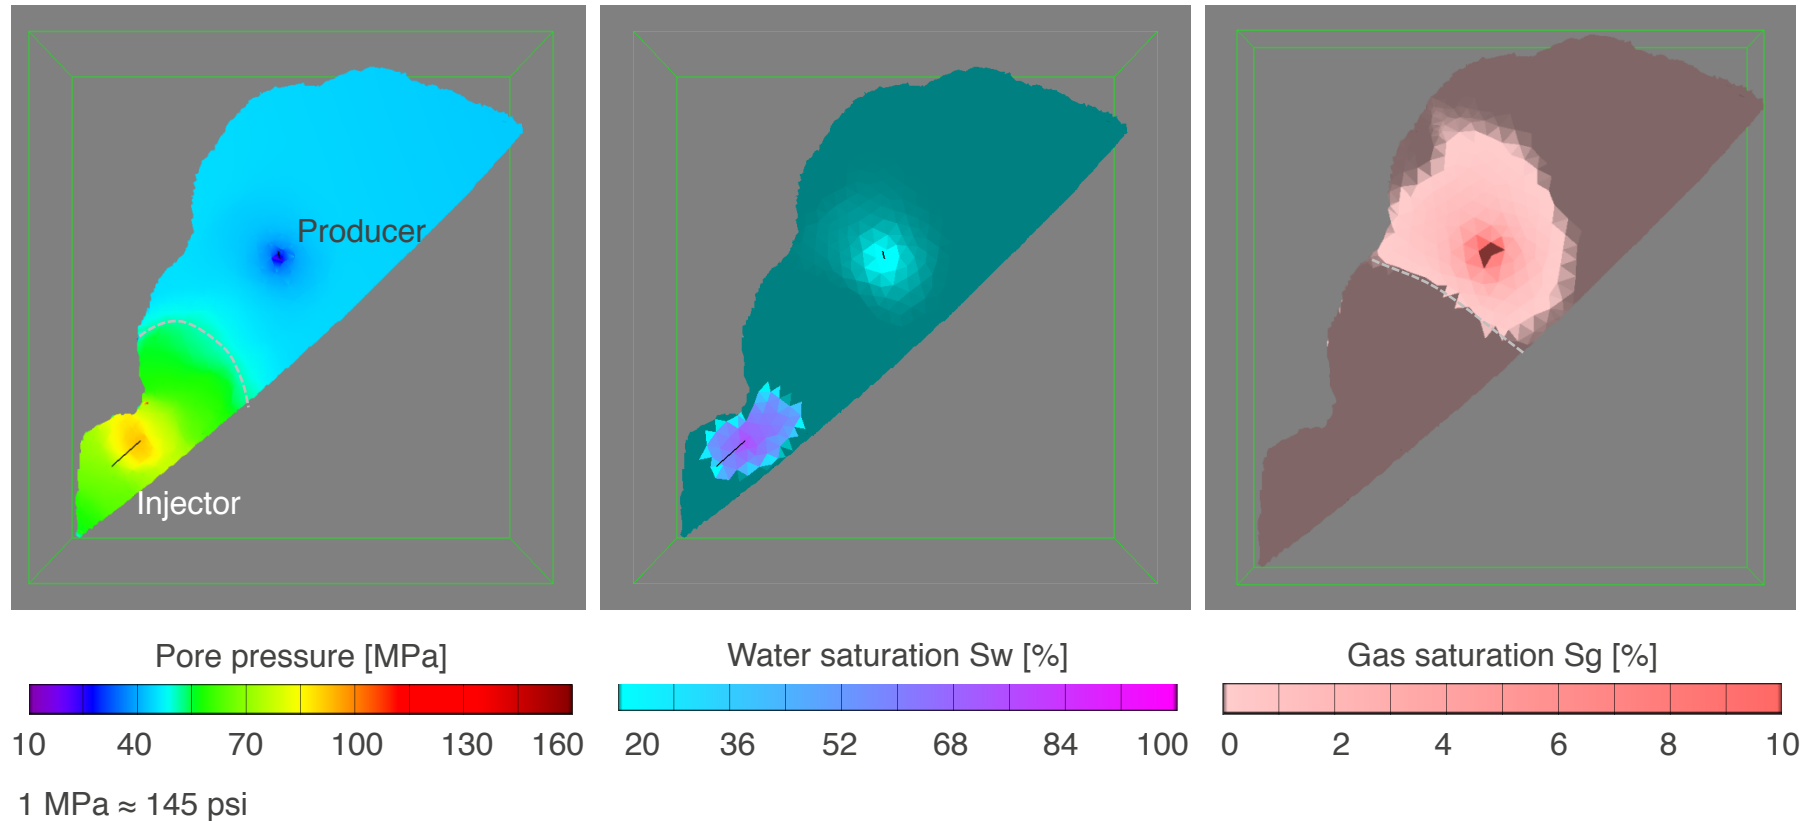 Producer
Injector
Pore pressure [MPa]
10 40 70 100 130 160
1 MPa ≈ 145 psi
Water saturation Sw [%]
20 36 52 68 84 100
Gas saturation Sg [%]
0 2 4 6 8 10